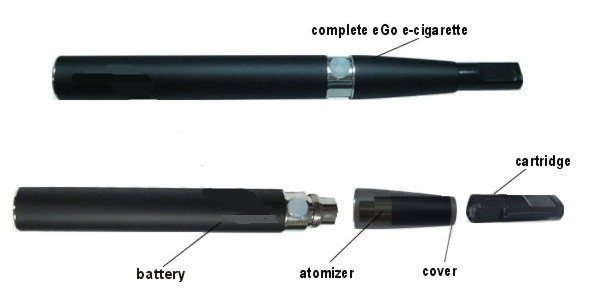 complete eGo e-cigarette
cartridge
battery
atomizer
cover